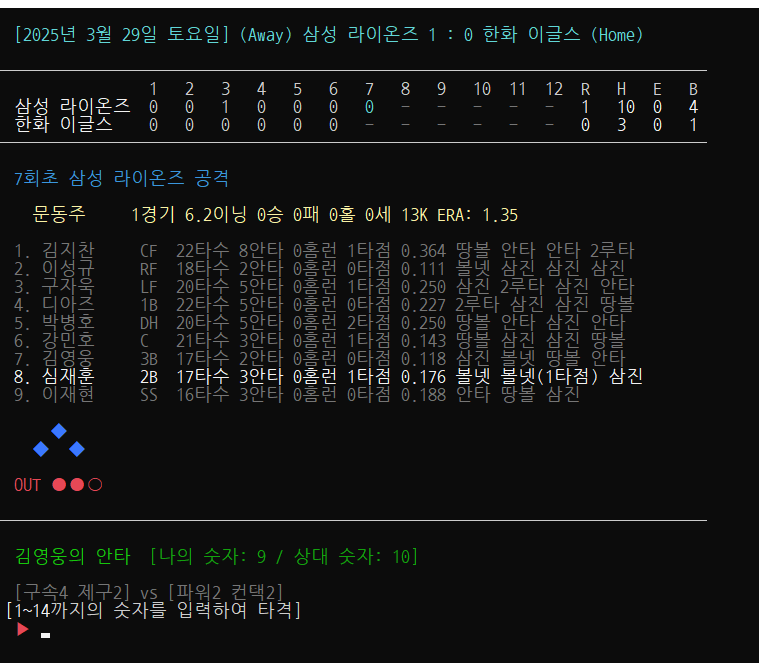 [2025년 3월 29일 토요일] (Away) 삼성 라이온즈 1 : 0 한화 이글스 (Home)
1 2 3 4 5 6 7 8 9 10 11 12 R H E B
삼성 라이온즈 0 0 1 0 0 0 0 - - - - - 1 10 0 4
한화 이글스 0 0 0 0 0 0 - - - - - - 0 3 0 1
7회초 삼성 라이온즈 공격
문동주 1경기 6.2이닝 0승 0패 0홀 0세 13K ERA: 1.35
1. 김지찬 CF 22타수 8안타 0홈런 1타점 0.364 땅볼 안타 안타 2루타
2. 이성규 RF 18타수 2안타 0홈런 0타점 0.111 볼넷 삼진 삼진 삼진
3. 구자욱 LF 20타수 5안타 0홈런 1타점 0.250 삼진 2루타 삼진 안타
4. 디아즈 1B 22타수 5안타 0홈런 0타점 0.227 2루타 삼진 삼진 땅볼
5. 박병호 DH 20타수 5안타 0홈런 2타점 0.250 땅볼 안타 삼진 안타
6. 강민호 C 21타수 3안타 0홈런 1타점 0.143 땅볼 삼진 삼진 땅볼
7. 김영웅 3B 17타수 2안타 0홈런 0타점 0.118 삼진 볼넷 땅볼 안타
8. 심재훈 2B 17타수 3안타 0홈런 1타점 0.176 볼넷 볼넷(1타점) 삼진
9. 이재현 SS 16타수 3안타 0홈런 0타점 0.188 안타 땅볼 삼진
OUT ●●○
김영웅의 안타 [나의 숫자: 9 / 상대 숫자: 10]
[구속4 제구2] vs [파워2 컨택2]
[1~14까지의 숫자를 입력하여 타격]